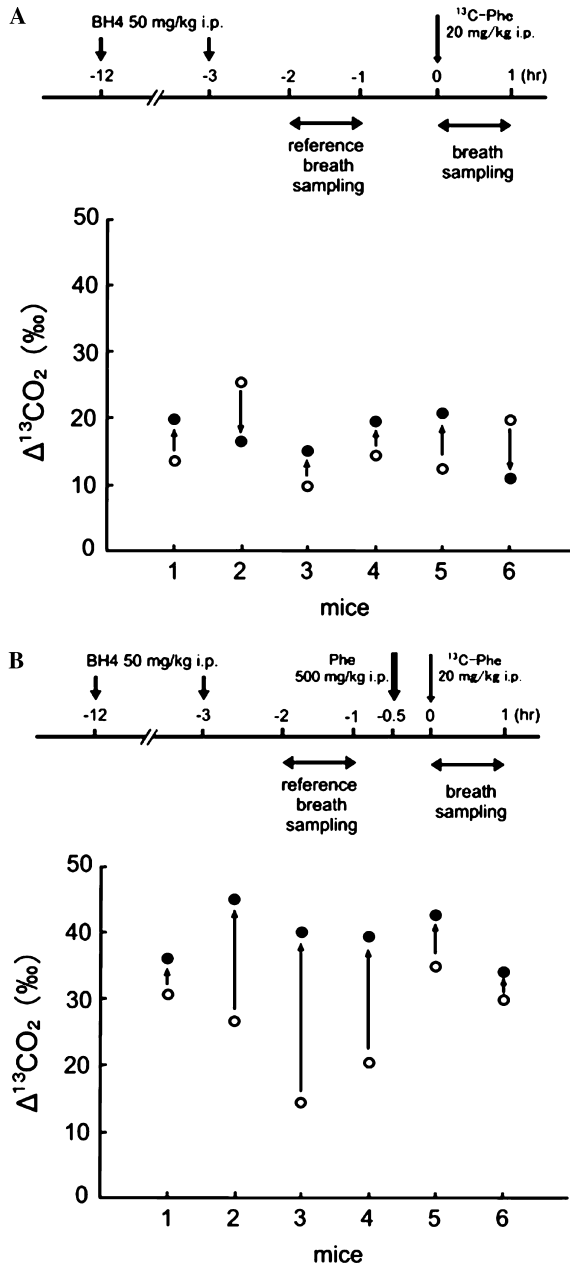 A
BH4 50 mg/kg i.p.
¹³C-Phe
20 mg/kg i.p.
-12 -3 -2 -1 0 1 (hr)
reference
breath
sampling
breath
sampling
50
40
30
20
10
0
Δ¹³CO₂ (‰)
1 2 3 4 5 6
mice
B
BH4 50 mg/kg i.p.
Phe
500 mg/kg i.p.
¹³C-Phe
20 mg/kg i.p.
-12 -3 -2 -1 -0.5 0 1 (hr)
reference
breath
sampling
breath
sampling
50
40
30
20
10
0
Δ¹³CO₂ (‰)
1 2 3 4 5 6
mice